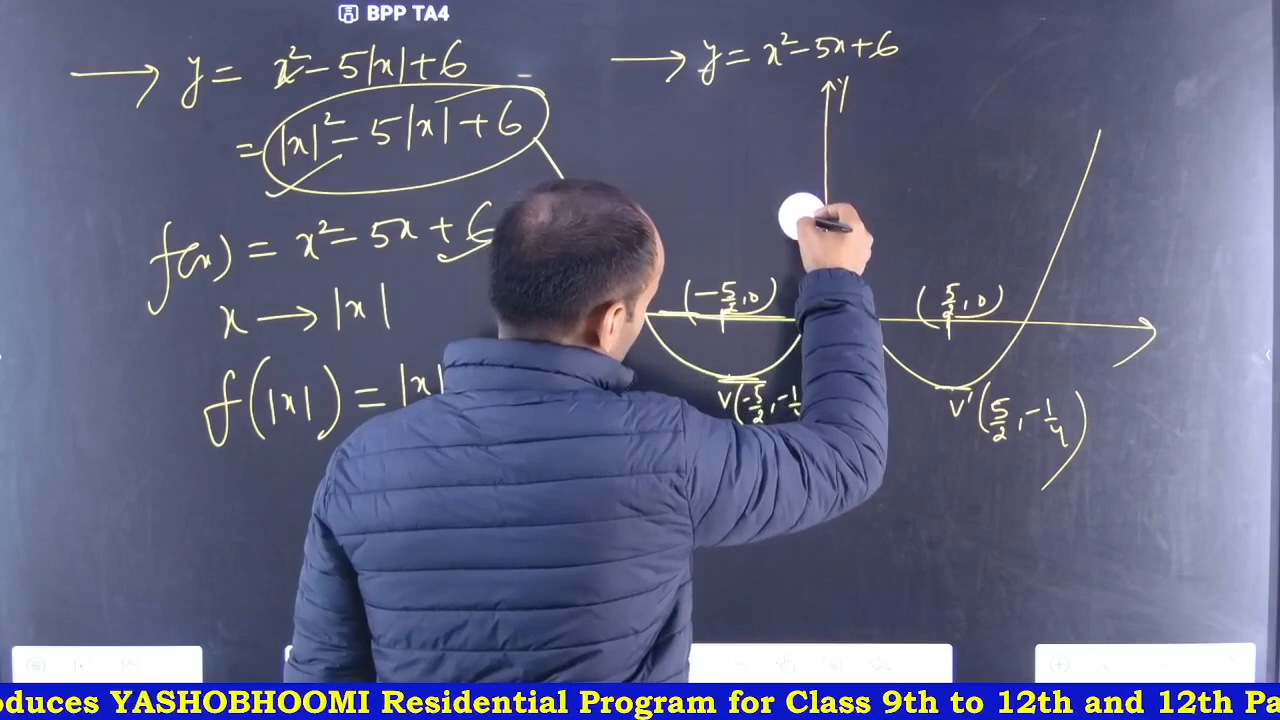 BPP TA4
→ y = x² - 5|x| + 6
= |x|² - 5|x| + 6
f(x) = x² - 5x + 6
x → |x|
f(|x|) = |x|
→ y = x² - 5x + 6
Y
(-5/2, 0)
(5/2, 0)
V(-5/2, -1/4
V'(5/2, -1/4)
oduces YASHOBHOOMI Residential Program for Class 9th to 12th and 12th Pa